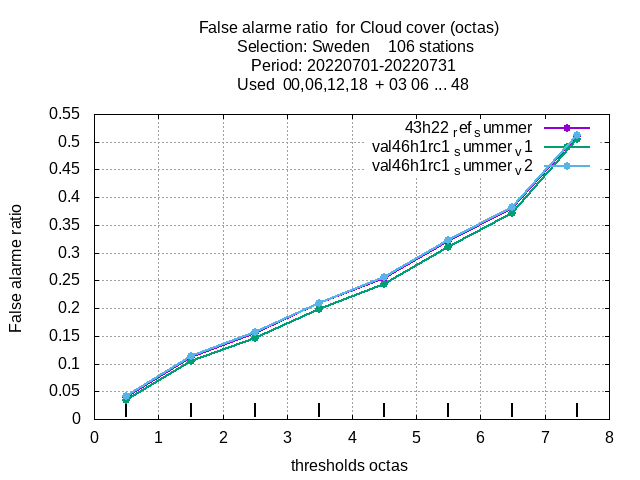 False alarme ratio for Cloud cover (octas)
Selection: Sweden 106 stations
Period: 20220701-20220731
Used 00,06,12,18 + 03 06 ... 48
43h22 ref summer
val46h1rc1 summer v1
val46h1rc1 summer v2
0.55
0.5
0.45
0.4
0.35
0.3
0.25
0.2
0.15
0.1
0.05
0
False alarme ratio
0 1 2 3 4 5 6 7 8
thresholds octas